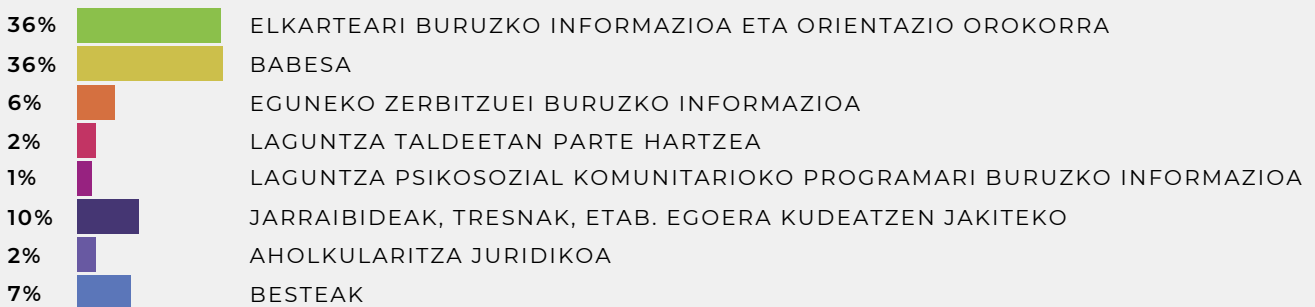 36% ELKARTEARI BURUZKO INFORMAZIOA ETA ORIENTAZIO OROKORRA
36% BABESA
6% EGUNEKO ZERBITZUEI BURUZKO INFORMAZIOA
2% LAGUNTZA TALDEETAN PARTE HARTZEA
1% LAGUNTZA PSIKOSOZIAL KOMUNITARIOKO PROGRAMARI BURUZKO INFORMAZIOA
10% JARRAIBIDEAK, TRESNAK, ETAB. EGOERA KUDEATZEN JAKITEKO
2% AHOLKULARITZA JURIDIKOA
7% BESTEAK